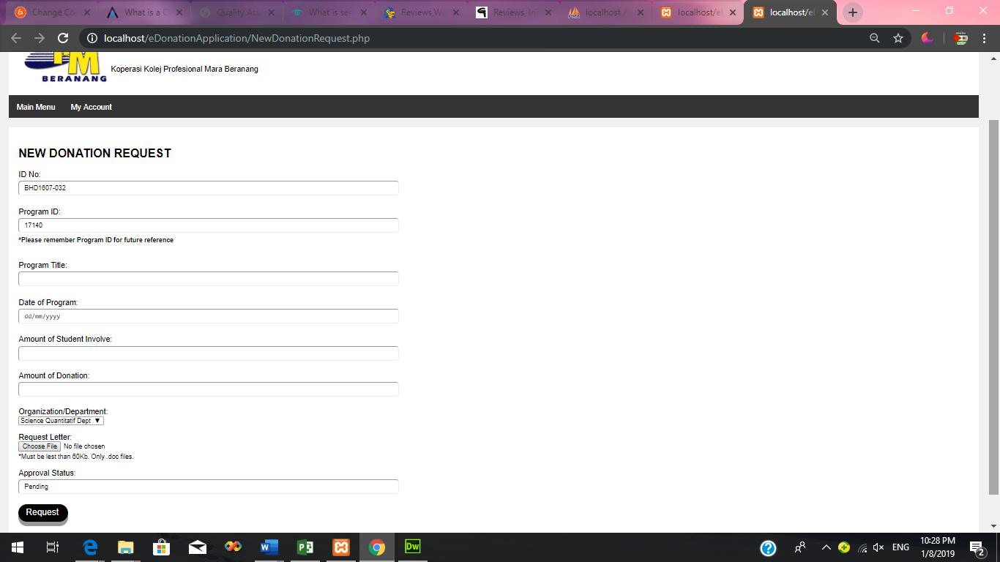 Change Co
What is a C
Quality Ass
What is ser
Reviews,Wa
Reviews, In
localhost /
localhost/el
localhost/el
localhost/eDonationApplication/NewDonationRequest.php
PM
BERANANG
Koperasi Kolej Profesional Mara Beranang
Main Menu My Account
NEW DONATION REQUEST
ID No:
BHD1607-032
Program ID:
17140
*Please remember Program ID for future reference
Program Title:
Date of Program:
dd/mm/yyyy
Amount of Student Involve:
Amount of Donation:
Organization/Department:
Science Quantitatif Dept
Request Letter:
Choose File No file chosen
*Must be lest than 60Kb. Only .doc files.
Approval Status:
Pending
Request
Dw
ENG
10:28 PM
1/8/2019
2